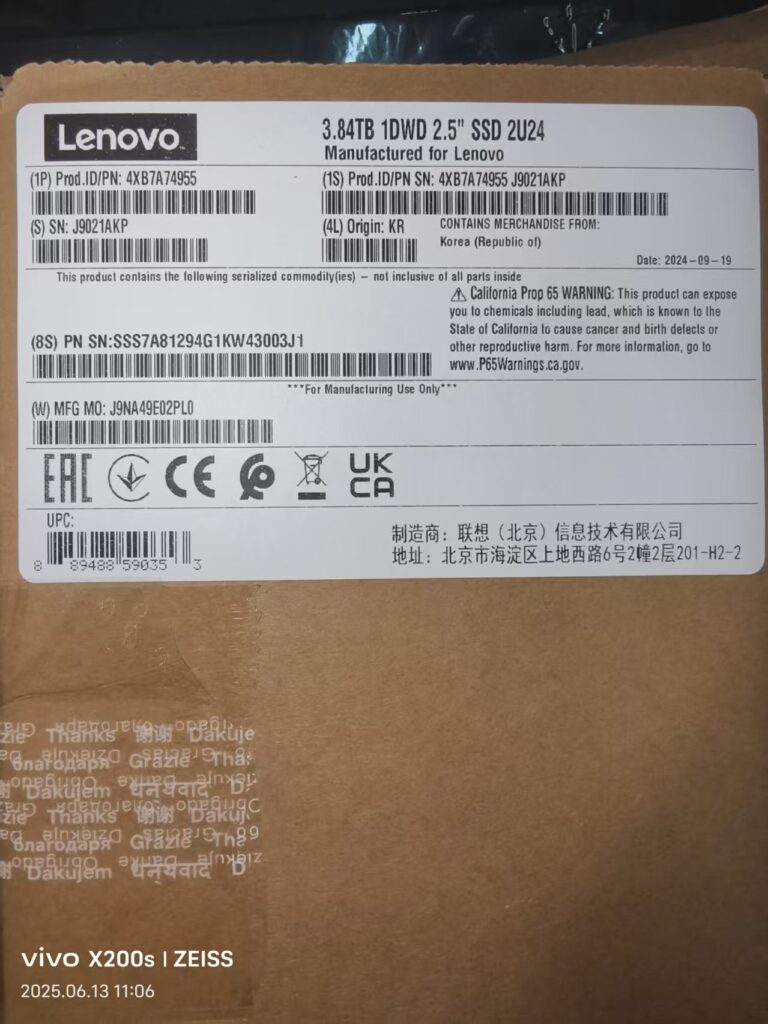 Lenovo
3.84TB 1DWD 2.5" SSD 2U24
Manufactured for Lenovo
(1P) Prod.ID/PN: 4XB7A74955
(1S) Prod.ID/PN SN: 4XB7A74955 J9021AKP
(S) SN: J9021AKP
(4L) Origin: KR
CONTAINS MERCHANDISE FROM:
Korea (Republic of)
Date: 2024-09-19
This product contains the following serialized commodity(ies) – not inclusive of all parts inside
⚠ California Prop 65 WARNING: This product can expose
you to chemicals including lead, which is known to the
State of California to cause cancer and birth defects or
other reproductive harm. For more information, go to
www.P65Warnings.ca.gov.
(8S) PN SN:SSS7A81294G1KW43003J1
***For Manufacturing Use Only***
(W) MFG MO: J9NA49E02PL0
EAC
CE
UK
CA
UPC:
8 89488 59035 3
制造商：联想（北京）信息技术有限公司
地址：北京市海淀区上地西路6号2幢2层201-H2-2
zie Thanks 谢谢 Dakuje
благодаря Grazie Tha
谢 Dakujem धन्यवाद D
zie Thanks 谢谢 Dakuj
благодаря Grazie Tha
谢 Dakujem धन्यवाद D
vivo X200s | ZEISS
2025.06.13 11:06